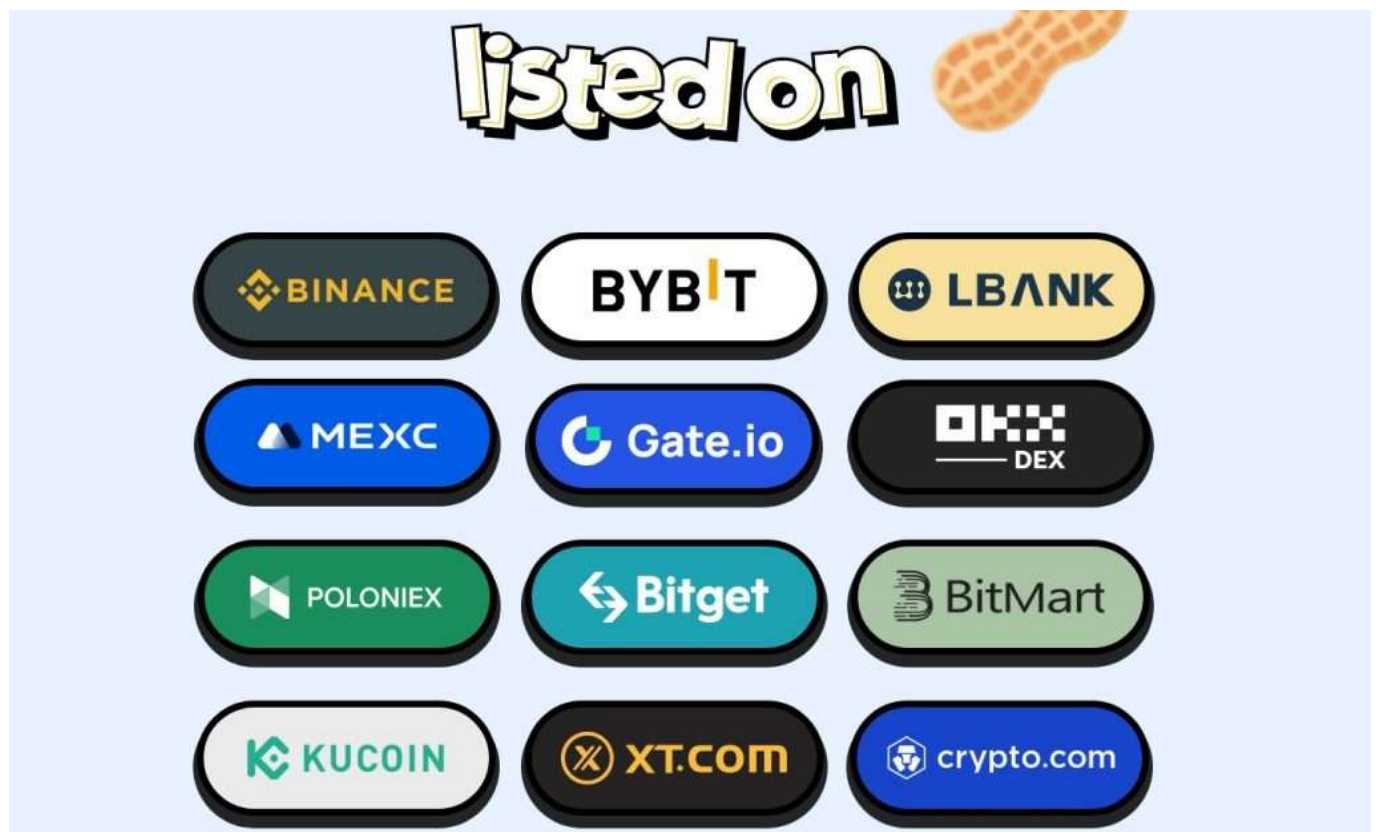 listed on
BINANCE
BYBIT
LBANK
MEXC
Gate.io
OKX
DEX
POLONIEX
Bitget
BitMart
KUCOIN
XT.COM
crypto.com